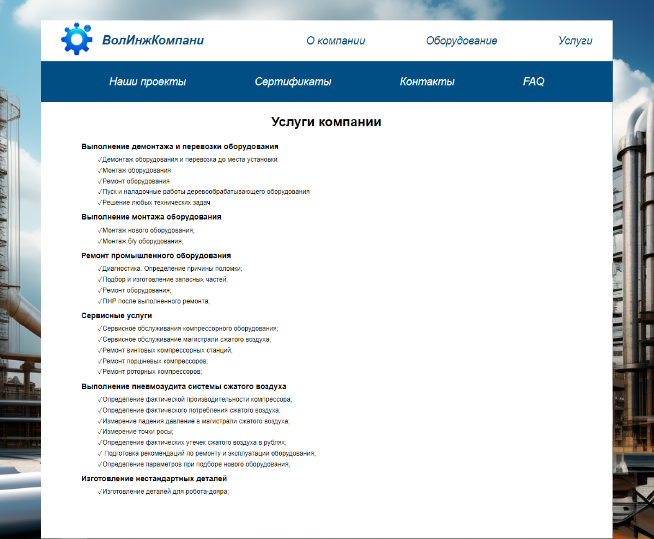 ВолИнжКомпани
О компании
Оборудование
Услуги
Наши проекты
Сертификаты
Контакты
FAQ
Услуги компании
Выполнение демонтажа и перевозки оборудования
✓Демонтаж оборудования и перевозка до места установки
✓Монтаж оборудования
✓Ремонт оборудования
✓Пуск и наладочные работы деревообрабатывающего оборудования
✓Решение любых технических задач
Выполнение монтажа оборудования
✓Монтаж нового оборудования;
✓Монтаж б/у оборудования;
Ремонт промышленного оборудования
✓Диагностика. Определение причины поломки;
✓Подбор и изготовление запасных частей;
✓Ремонт оборудования;
✓ПНР после выполненного ремонта;
Сервисные услуги
✓Сервисное обслуживания компрессорного оборудования;
✓Сервисное обслуживание магистрали сжатого воздуха;
✓Ремонт винтовых компрессорных станций;
✓Ремонт поршневых компрессоров;
✓Ремонт роторных компрессоров;
Выполнение пневмоаудита системы сжатого воздуха
✓Определение фактической производительности компрессора;
✓Определение фактического потребления сжатого воздуха;
✓Измерение падения давление в магистрали сжатого воздуха;
✓Измерение точки росы;
✓Определение фактических утечек сжатого воздуха в рублях;
✓ Подготовка рекомендаций по ремонту и эксплуатации оборудования;
✓Определение параметров при подборе нового оборудования;
Изготовление нестандартных деталей
✓Изготовление деталей для робота-дояра;